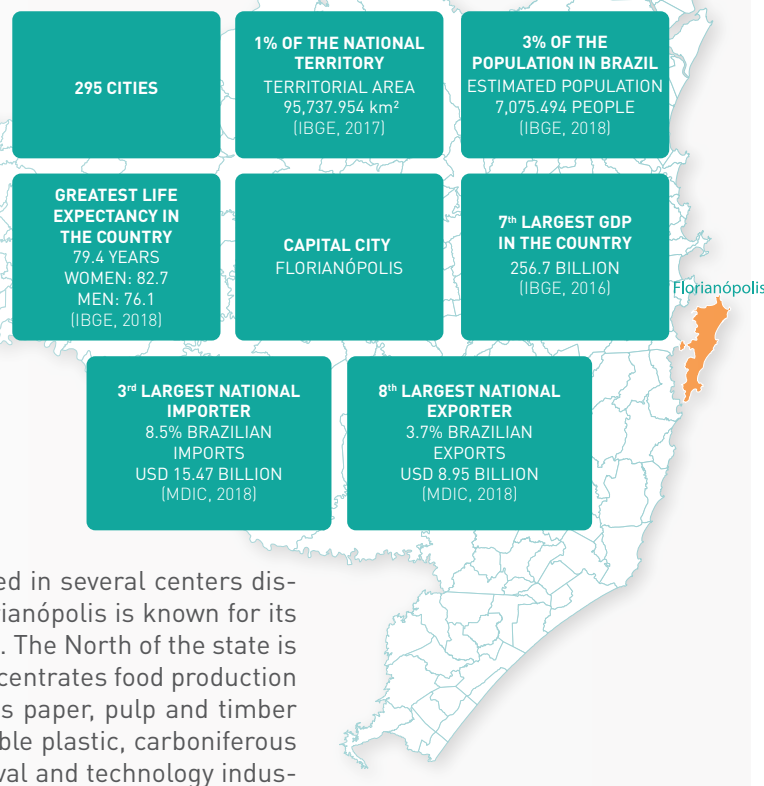 295 CITIES
1% OF THE NATIONAL
TERRITORY
TERRITORIAL AREA
95,737.954 km²
(IBGE, 2017)
3% OF THE
POPULATION IN BRAZIL
ESTIMATED POPULATION
7,075.494 PEOPLE
(IBGE, 2018)
GREATEST LIFE
EXPECTANCY IN
THE COUNTRY
79.4 YEARS
WOMEN: 82.7
MEN: 76.1
(IBGE, 2018)
CAPITAL CITY
FLORIANÓPOLIS
7th LARGEST GDP
IN THE COUNTRY
256.7 BILLION
(IBGE, 2016)
Florianópolis
3rd LARGEST NATIONAL
IMPORTER
8.5% BRAZILIAN
IMPORTS
USD 15.47 BILLION
(MDIC, 2018)
8th LARGEST NATIONAL
EXPORTER
3.7% BRAZILIAN
EXPORTS
USD 8.95 BILLION
(MDIC, 2018)
ed in several centers dis-
rianópolis is known for its
. The North of the state is
centrates food production
s paper, pulp and timber
ble plastic, carboniferous
val and technology indus-